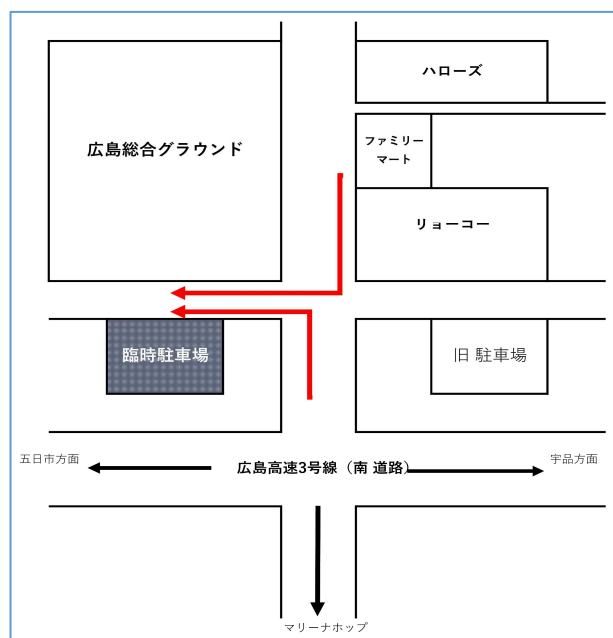 ハローズ
ファミリー
マート
広島総合グラウンド
リョーコー
臨時駐車場
旧 駐車場
五日市方面
広島高速3号線（南 道路）
宇品方面
マリーナホップ